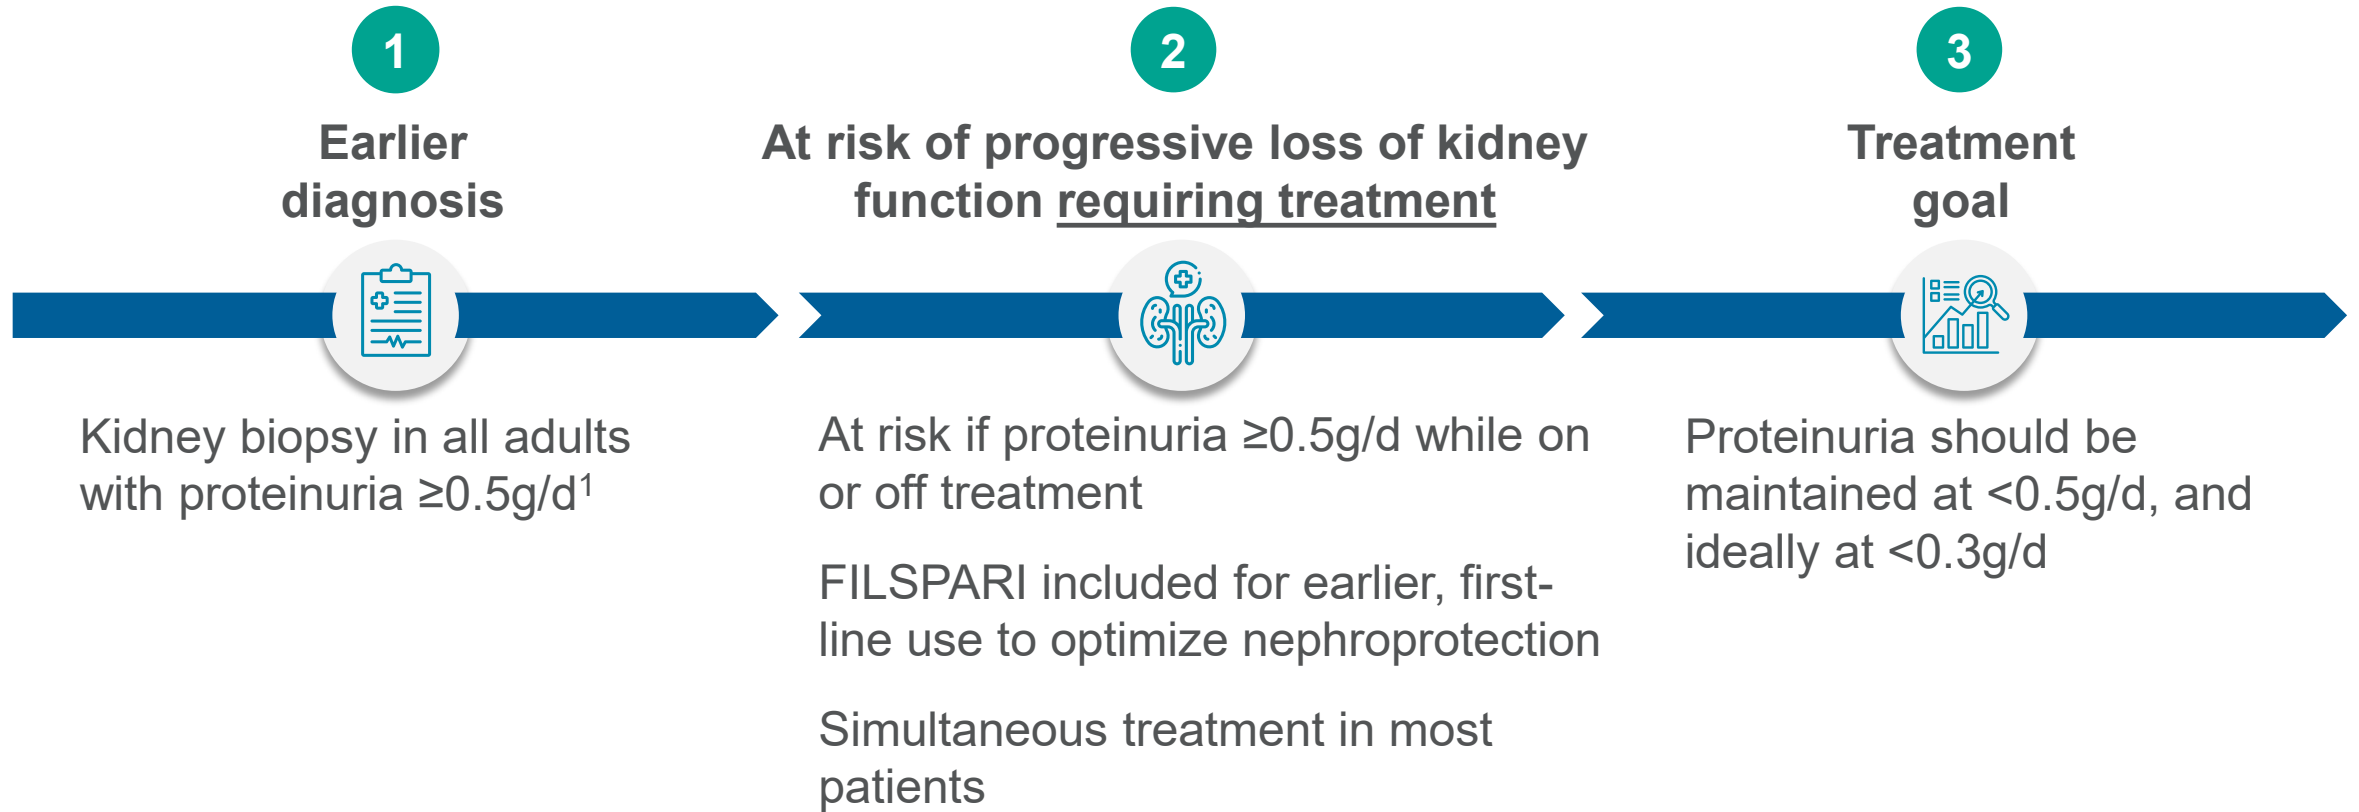 1
Earlier
diagnosis
Kidney biopsy in all adults
with proteinuria ≥0.5g/d¹
2
At risk of progressive loss of kidney
function requiring treatment
At risk if proteinuria ≥0.5g/d while on
or off treatment
FILSPARI included for earlier, first-
line use to optimize nephroprotection
Simultaneous treatment in most
patients
3
Treatment
goal
Proteinuria should be
maintained at <0.5g/d, and
ideally at <0.3g/d